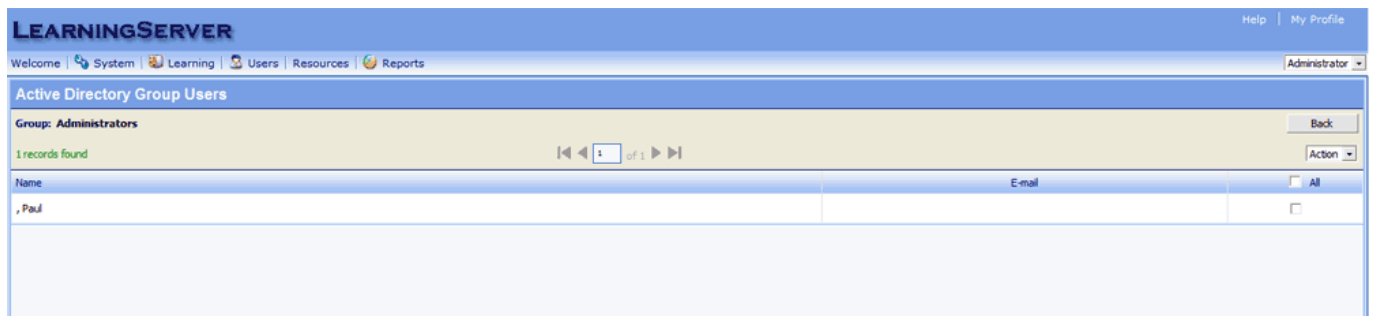 Help | My Profile
LEARNINGSERVER
Welcome | System | Learning | Users | Resources | Reports Administrator
Active Directory Group Users
Group: Administrators Back
1 records found 1 of 1 Action
Name E-mail All
, Paul